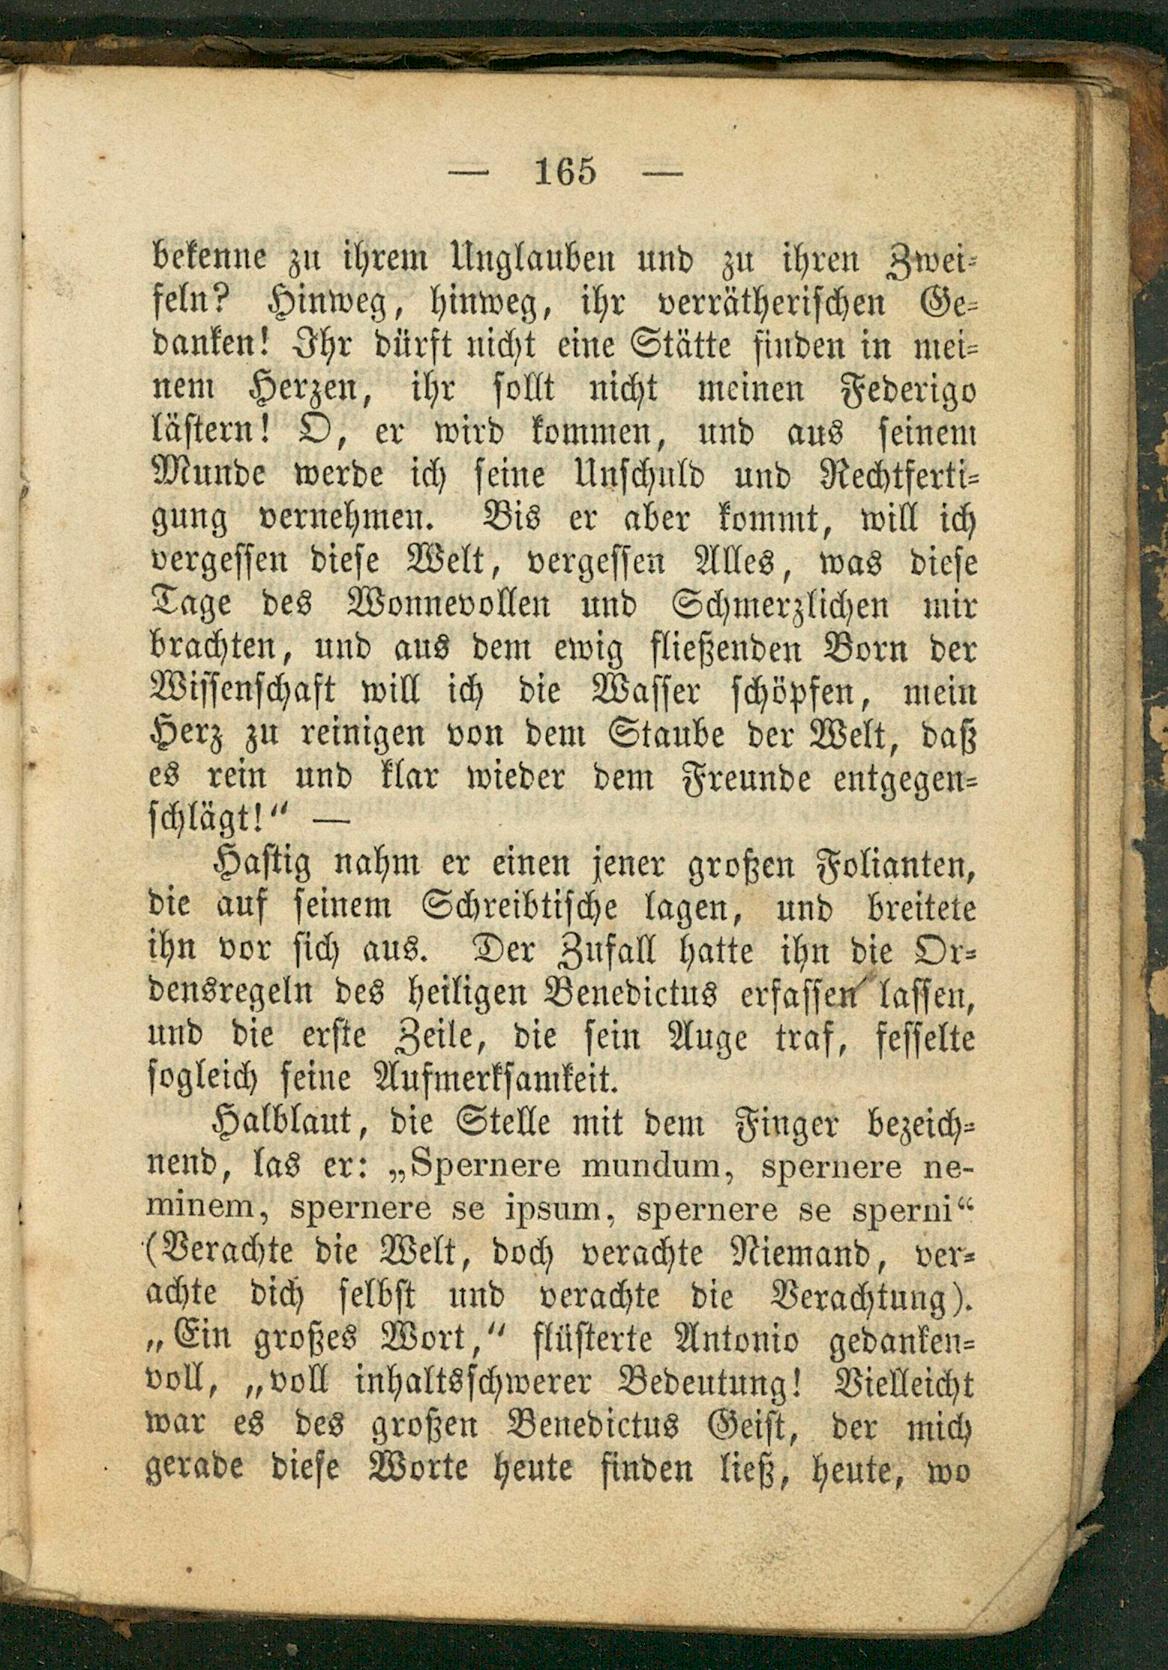 — 165 —
bekenne zu ihrem Unglauben und zu ihren Zwei-
feln? Hinweg, hinweg, ihr verrätherischen Ge-
danken! Ihr dürft nicht eine Stätte finden in mei-
nem Herzen, ihr sollt nicht meinen Federigo
lästern! O, er wird kommen, und aus seinem
Munde werde ich seine Unschuld und Rechtferti-
gung vernehmen. Bis er aber kommt, will ich
vergessen diese Welt, vergessen Alles, was diese
Tage des Wonnevollen und Schmerzlichen mir
brachten, und aus dem ewig fließenden Born der
Wissenschaft will ich die Wasser schöpfen, mein
Herz zu reinigen von dem Staube der Welt, daß
es rein und klar wieder dem Freunde entgegen-
schlägt!“ —
Hastig nahm er einen jener großen Folianten,
die auf seinem Schreibtische lagen, und breitete
ihn vor sich aus. Der Zufall hatte ihn die Or-
densregeln des heiligen Benedictus erfassen lassen,
und die erste Zeile, die sein Auge traf, fesselte
sogleich seine Aufmerksamkeit.
Halblaut, die Stelle mit dem Finger bezeich-
nend, las er: „Spernere mundum, spernere ne-
minem, spernere se ipsum, spernere se sperni“
(Verachte die Welt, doch verachte Niemand, ver-
achte dich selbst und verachte die Verachtung).
„Ein großes Wort,“ flüsterte Antonio gedanken-
voll, „voll inhaltsschwerer Bedeutung! Vielleicht
war es des großen Benedictus Geist, der mich
gerade diese Worte heute finden ließ, heute, wo